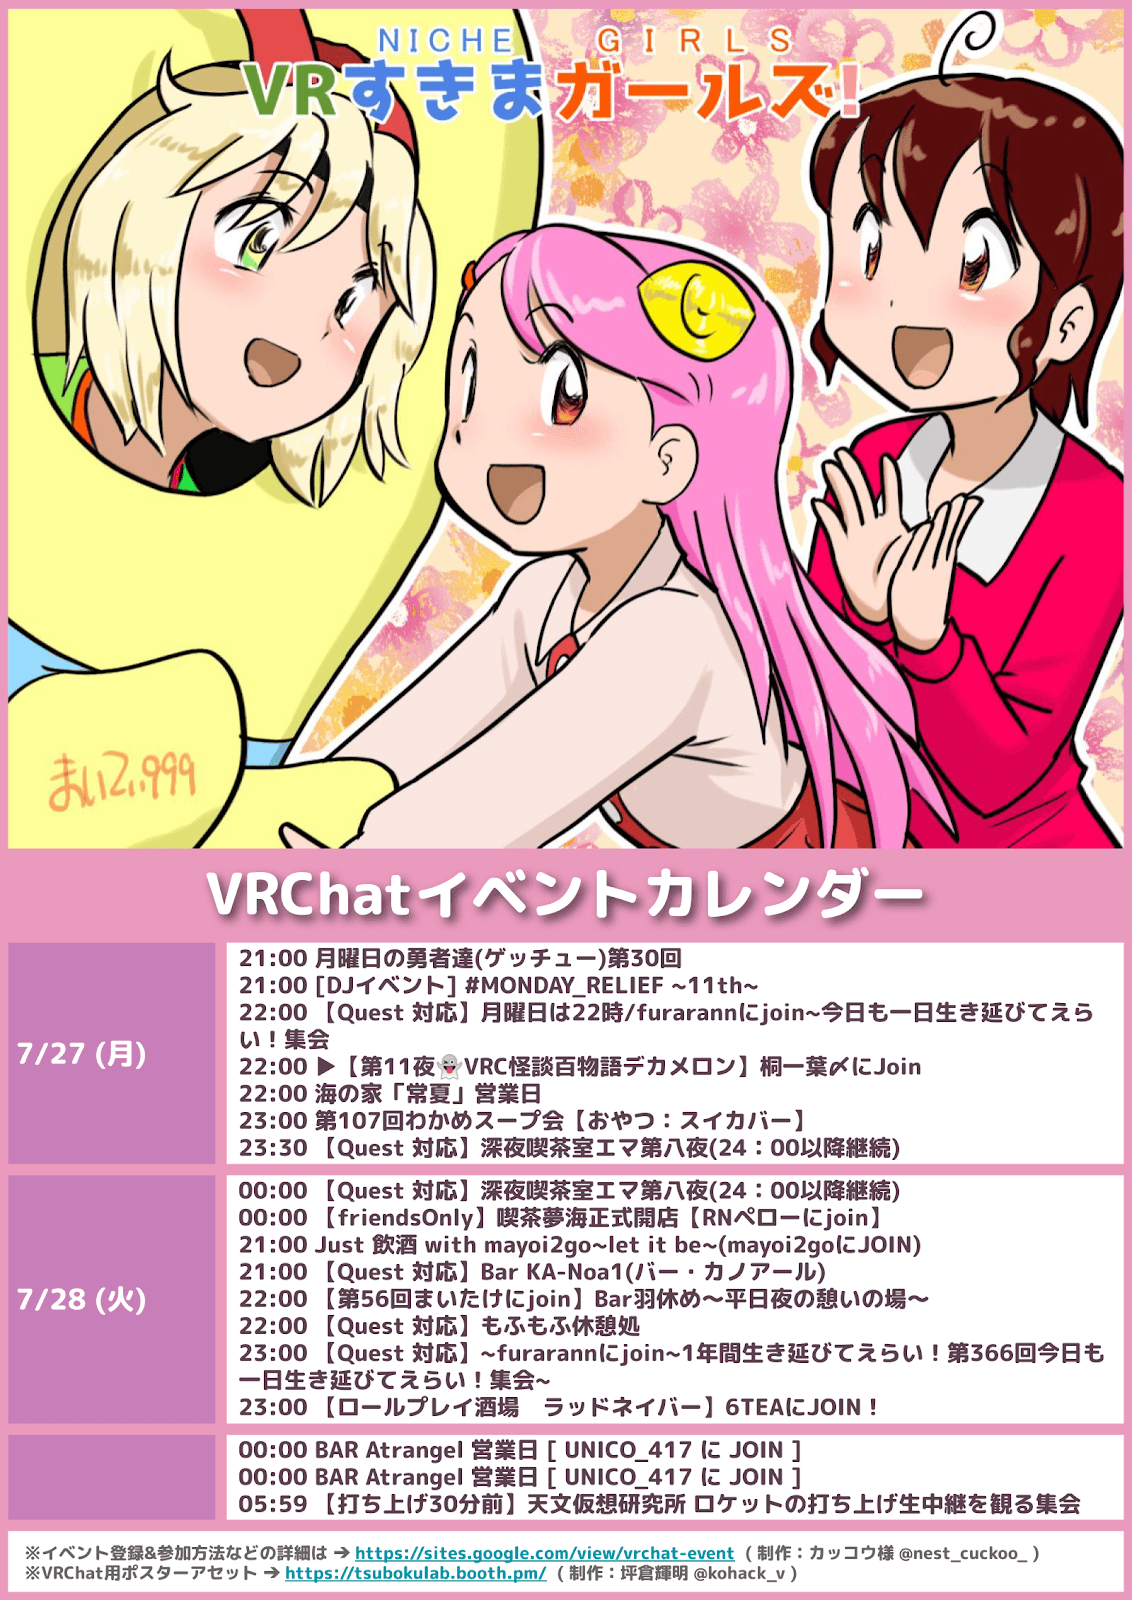 NICHE GIRLS
VRすきまガールズ!
まいてい999
VRChatイベントカレンダー
7/27 (月)
21:00 月曜日の勇者達(ゲッチュー)第30回
21:00 [DJイベント] #MONDAY_RELIEF ~11th~
22:00 【Quest 対応】月曜日は22時/furarannにjoin~今日も一日生き延びてえら
い！集会
22:00 ▶【第11夜👻VRC怪談百物語デカメロン】桐一葉〆にJoin
22:00 海の家「常夏」営業日
23:00 第107回わかめスープ会【おやつ：スイカバー】
23:30 【Quest 対応】深夜喫茶室エマ第八夜(24：00以降継続)
7/28 (火)
00:00 【Quest 対応】深夜喫茶室エマ第八夜(24：00以降継続)
00:00 【friendsOnly】喫茶夢海正式開店【RNペローにjoin】
21:00 Just 飲酒 with mayoi2go~let it be~(mayoi2goにJOIN)
21:00 【Quest 対応】Bar KA-Noa1(バー・カノアール)
22:00 【第56回まいたけにjoin】Bar羽休め～平日夜の憩いの場～
22:00 【Quest 対応】もふもふ休憩処
23:00 【Quest 対応】~furarannにjoin~1年間生き延びてえらい！第366回今日も
一日生き延びてえらい！集会~
23:00 【ロールプレイ酒場　ラッドネイバー】6TEAにJOIN！
00:00 BAR Atrangel 営業日 [ UNICO_417 に JOIN ]
00:00 BAR Atrangel 営業日 [ UNICO_417 に JOIN ]
05:59 【打ち上げ30分前】天文仮想研究所 ロケットの打ち上げ生中継を観る集会
※イベント登録&参加方法などの詳細は → https://sites.google.com/view/vrchat-event ( 制作：カッコウ様 @nest_cuckoo_ )
※VRChat用ポスターアセット → https://tsubokulab.booth.pm/ ( 制作：坪倉輝明 @kohack_v )